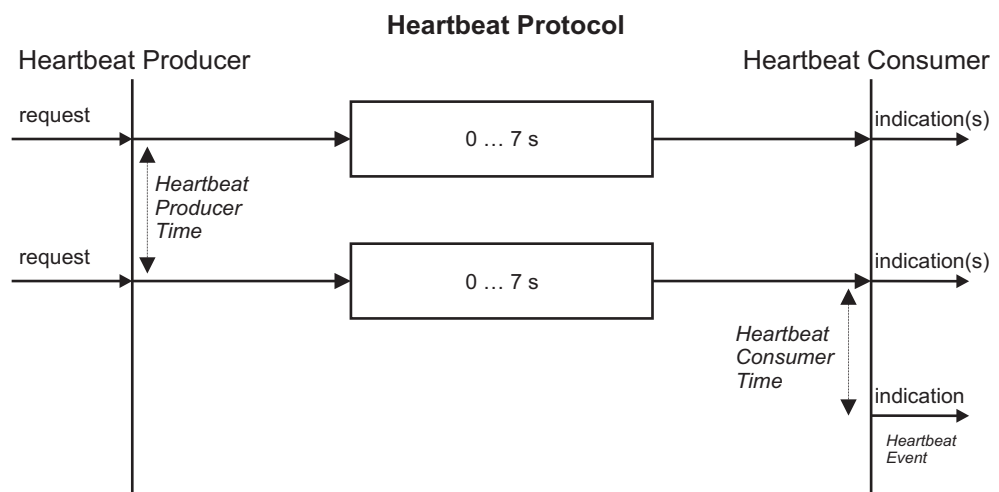 Heartbeat Protocol
Heartbeat Producer
Heartbeat Consumer
request
0 … 7 s
indication(s)
Heartbeat
Producer
Time
request
0 … 7 s
indication(s)
Heartbeat
Consumer
Time
indication
Heartbeat
Event